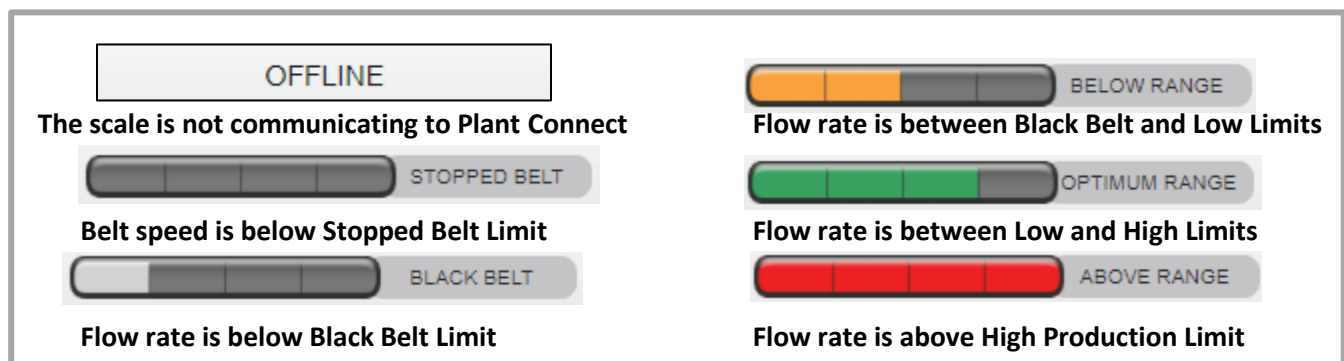 OFFLINE
The scale is not communicating to Plant Connect
STOPPED BELT
Belt speed is below Stopped Belt Limit
BLACK BELT
Flow rate is below Black Belt Limit
BELOW RANGE
Flow rate is between Black Belt and Low Limits
OPTIMUM RANGE
Flow rate is between Low and High Limits
ABOVE RANGE
Flow rate is above High Production Limit